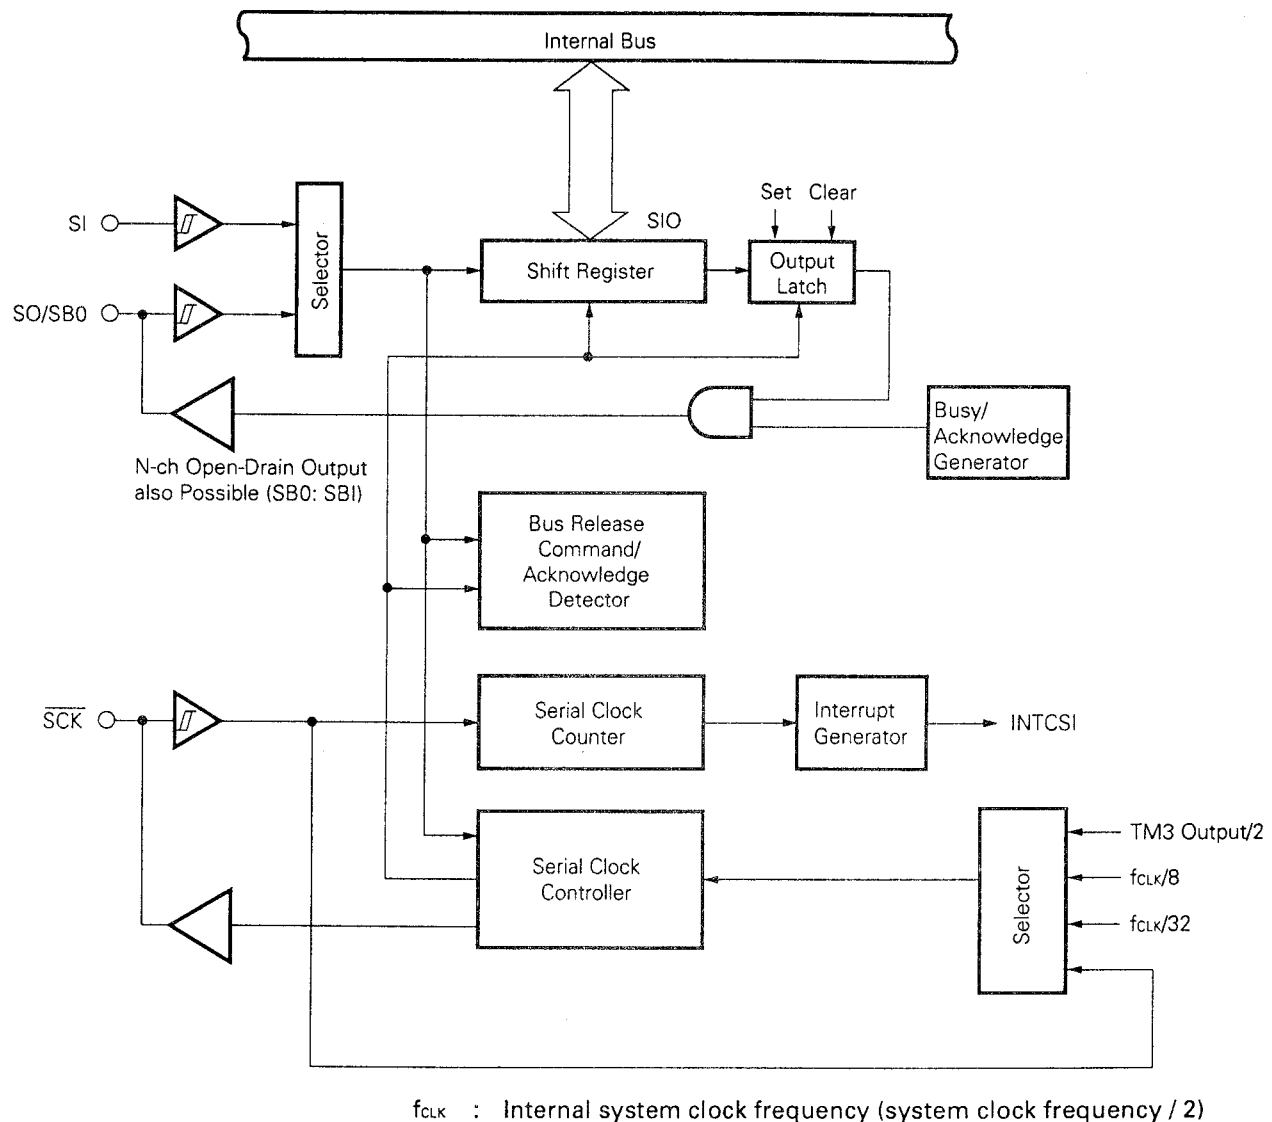 Internal Bus
Set Clear
SI
SIO
Selector
Shift Register
Output
Latch
SO/SB0
Busy/
Acknowledge
Generator
N-ch Open-Drain Output
also Possible (SB0: SBI)
Bus Release
Command/
Acknowledge
Detector
SCK
Serial Clock
Counter
Interrupt
Generator
INTCSI
Serial Clock
Controller
Selector
TM3 Output/2
fCLK/8
fCLK/32
fCLK : Internal system clock frequency (system clock frequency / 2)